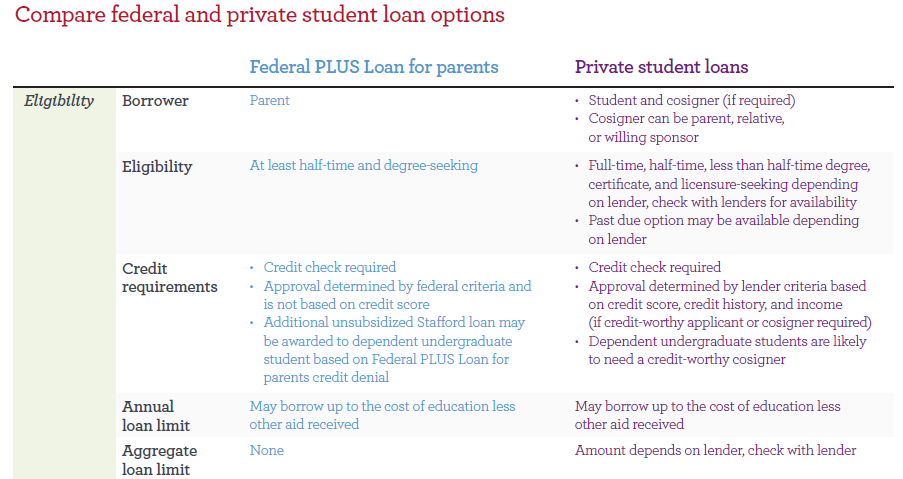 Compare federal and private student loan options
Federal PLUS Loan for parents
Private student loans
Eligibility
Borrower
Parent
• Student and cosigner (if required)
• Cosigner can be parent, relative,
or willing sponsor
Eligibility
At least half-time and degree-seeking
• Full-time, half-time, less than half-time degree,
certificate, and licensure-seeking depending
on lender, check with lenders for availability
• Past due option may be available depending
on lender
Credit
requirements
• Credit check required
• Approval determined by federal criteria and
is not based on credit score
• Additional unsubsidized Stafford loan may
be awarded to dependent undergraduate
student based on Federal PLUS Loan for
parents credit denial
• Credit check required
• Approval determined by lender criteria based
on credit score, credit history, and income
(if credit-worthy applicant or cosigner required)
• Dependent undergraduate students are likely
to need a credit-worthy cosigner
Annual
loan limit
May borrow up to the cost of education less
other aid received
May borrow up to the cost of education less
other aid received
Aggregate
loan limit
None
Amount depends on lender, check with lender